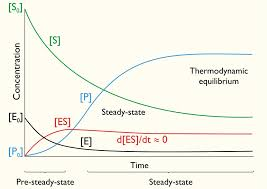 [S₀]
[S]
[P]
Thermodynamic
equilibrium
Concentration
Steady-state
[E₀]
[ES]
[E]
d[ES]/dt ≈ 0
[P₀]
Time
Pre-steady-state
Steady-state